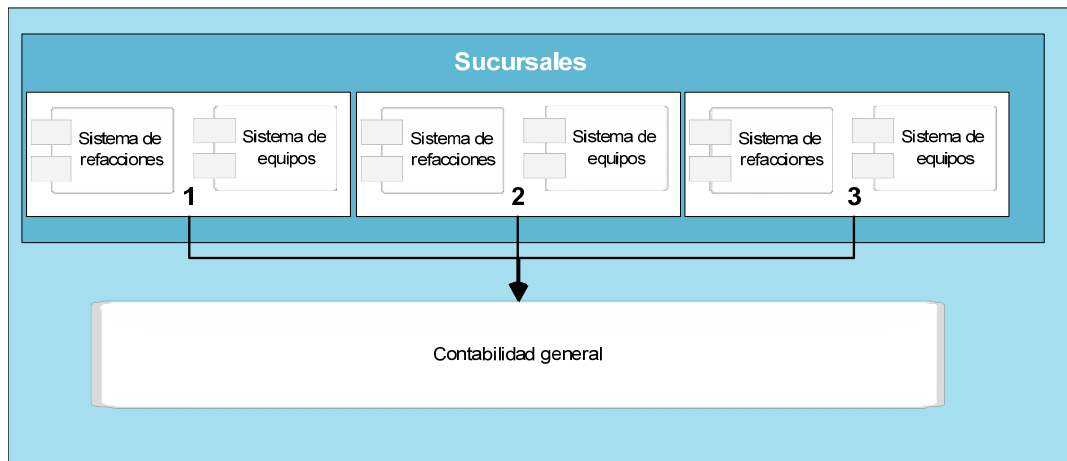 Sucursales
Sistema de
refacciones
Sistema de
equipos
1
Sistema de
refacciones
Sistema de
equipos
2
Sistema de
refacciones
Sistema de
equipos
3
Contabilidad general